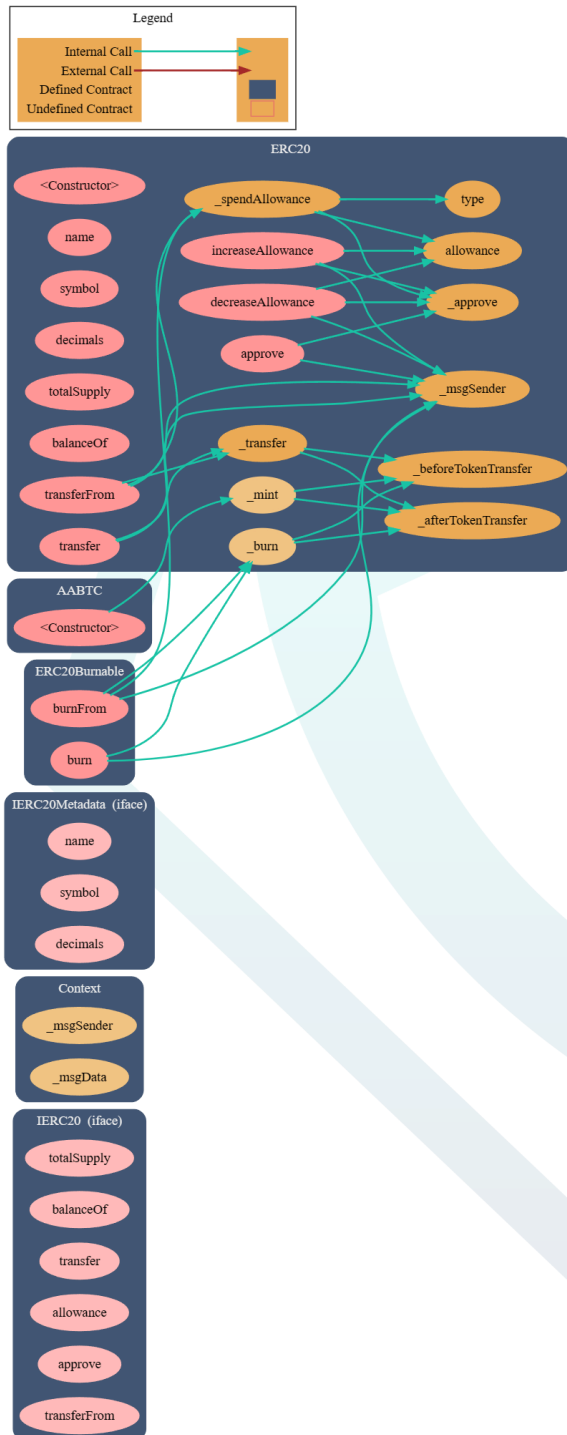 Legend
Internal Call
External Call
Defined Contract
Undefined Contract
ERC20
<Constructor>
name
symbol
decimals
totalSupply
balanceOf
transferFrom
transfer
_spendAllowance
increaseAllowance
decreaseAllowance
approve
_transfer
_mint
_burn
type
allowance
_approve
_msgSender
_beforeTokenTransfer
_afterTokenTransfer
AABTC
<Constructor>
ERC20Burnable
burnFrom
burn
IERC20Metadata (iface)
name
symbol
decimals
Context
_msgSender
_msgData
IERC20 (iface)
totalSupply
balanceOf
transfer
allowance
approve
transferFrom